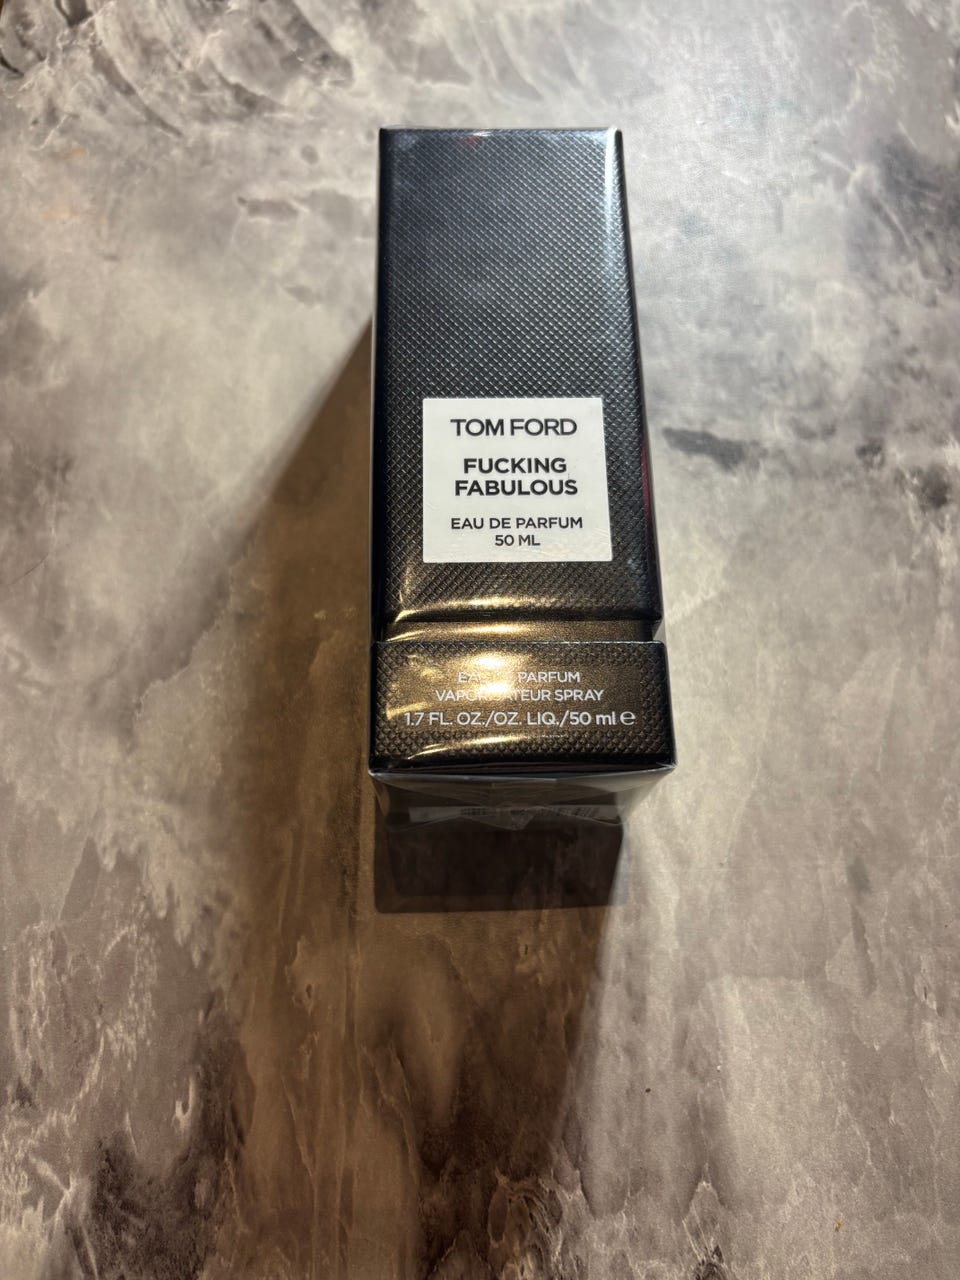 TOM FORD
FUCKING
FABULOUS
EAU DE PARFUM
50 ML
PARFUM
SPRAY
1.7 FL. OZ./OZ. LIQ./50 ml ℮